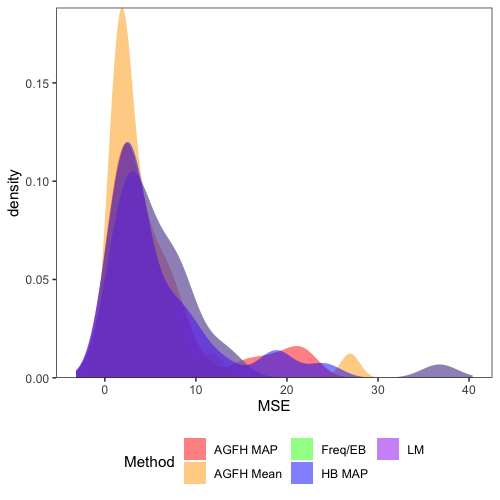 0.15
0.10
0.05
0.00
density
0 10 20 30 40
MSE
Method
AGFH MAP Freq/EB LM
AGFH Mean HB MAP